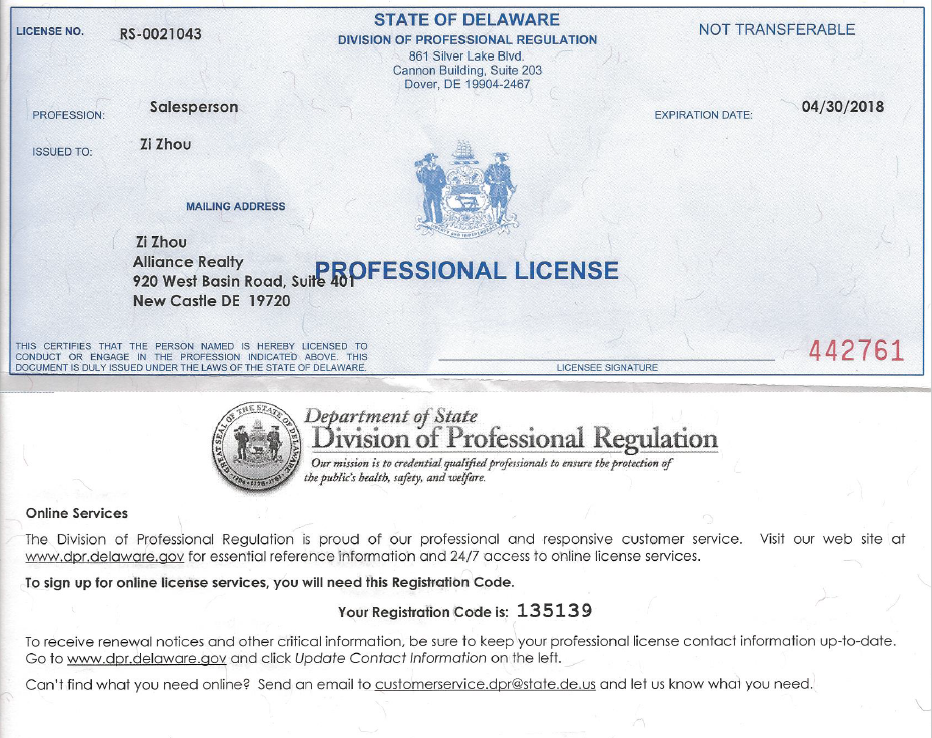 LICENSE NO.
RS-0021043
STATE OF DELAWARE
DIVISION OF PROFESSIONAL REGULATION
861 Silver Lake Blvd.
Cannon Building, Suite 203
Dover, DE 19904-2467
NOT TRANSFERABLE
PROFESSION:
Salesperson
EXPIRATION DATE:
04/30/2018
ISSUED TO:
Zi Zhou
MAILING ADDRESS
Zi Zhou
Alliance Realty
920 West Basin Road, Suite 401
New Castle DE 19720
PROFESSIONAL LICENSE
THIS CERTIFIES THAT THE PERSON NAMED IS HEREBY LICENSED TO
CONDUCT OR ENGAGE IN THE PROFESSION INDICATED ABOVE. THIS
DOCUMENT IS DULY ISSUED UNDER THE LAWS OF THE STATE OF DELAWARE.
LICENSEE SIGNATURE
442761
Department of State
Division of Professional Regulation
Our mission is to credential qualified professionals to ensure the protection of
the public's health, safety, and welfare.
Online Services
The Division of Professional Regulation is proud of our professional and responsive customer service. Visit our web site at
www.dpr.delaware.gov for essential reference information and 24/7 access to online license services.
To sign up for online license services, you will need this Registration Code.
Your Registration Code is: 135139
To receive renewal notices and other critical information, be sure to keep your professional license contact information up-to-date.
Go to www.dpr.delaware.gov and click Update Contact Information on the left.
Can't find what you need online? Send an email to customerservice.dpr@state.de.us and let us know what you need.